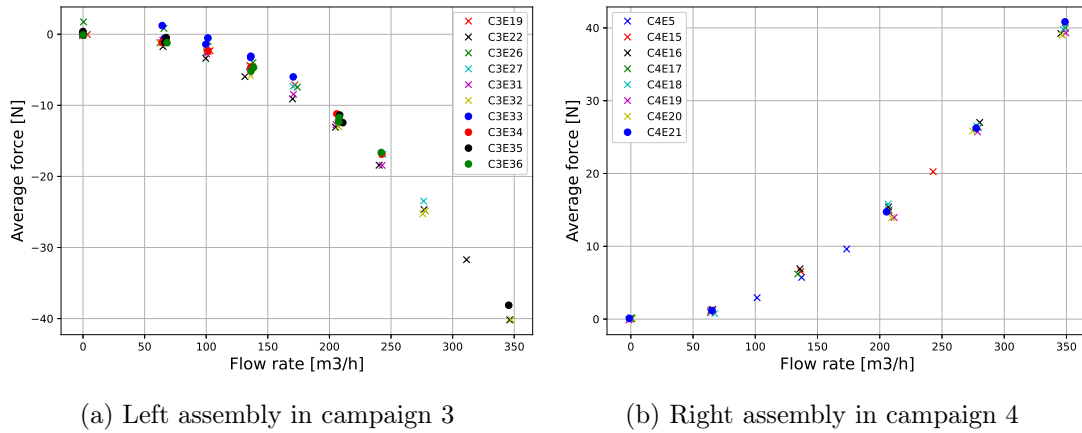 0
−10
−20
−30
−40
Average force [N]
0 50 100 150 200 250 300 350
Flow rate [m3/h]
C3E19
C3E22
C3E26
C3E27
C3E31
C3E32
C3E33
C3E34
C3E35
C3E36
(a) Left assembly in campaign 3
40
30
20
10
0
Average force [N]
0 50 100 150 200 250 300 350
Flow rate [m3/h]
C4E5
C4E15
C4E16
C4E17
C4E18
C4E19
C4E20
C4E21
(b) Right assembly in campaign 4